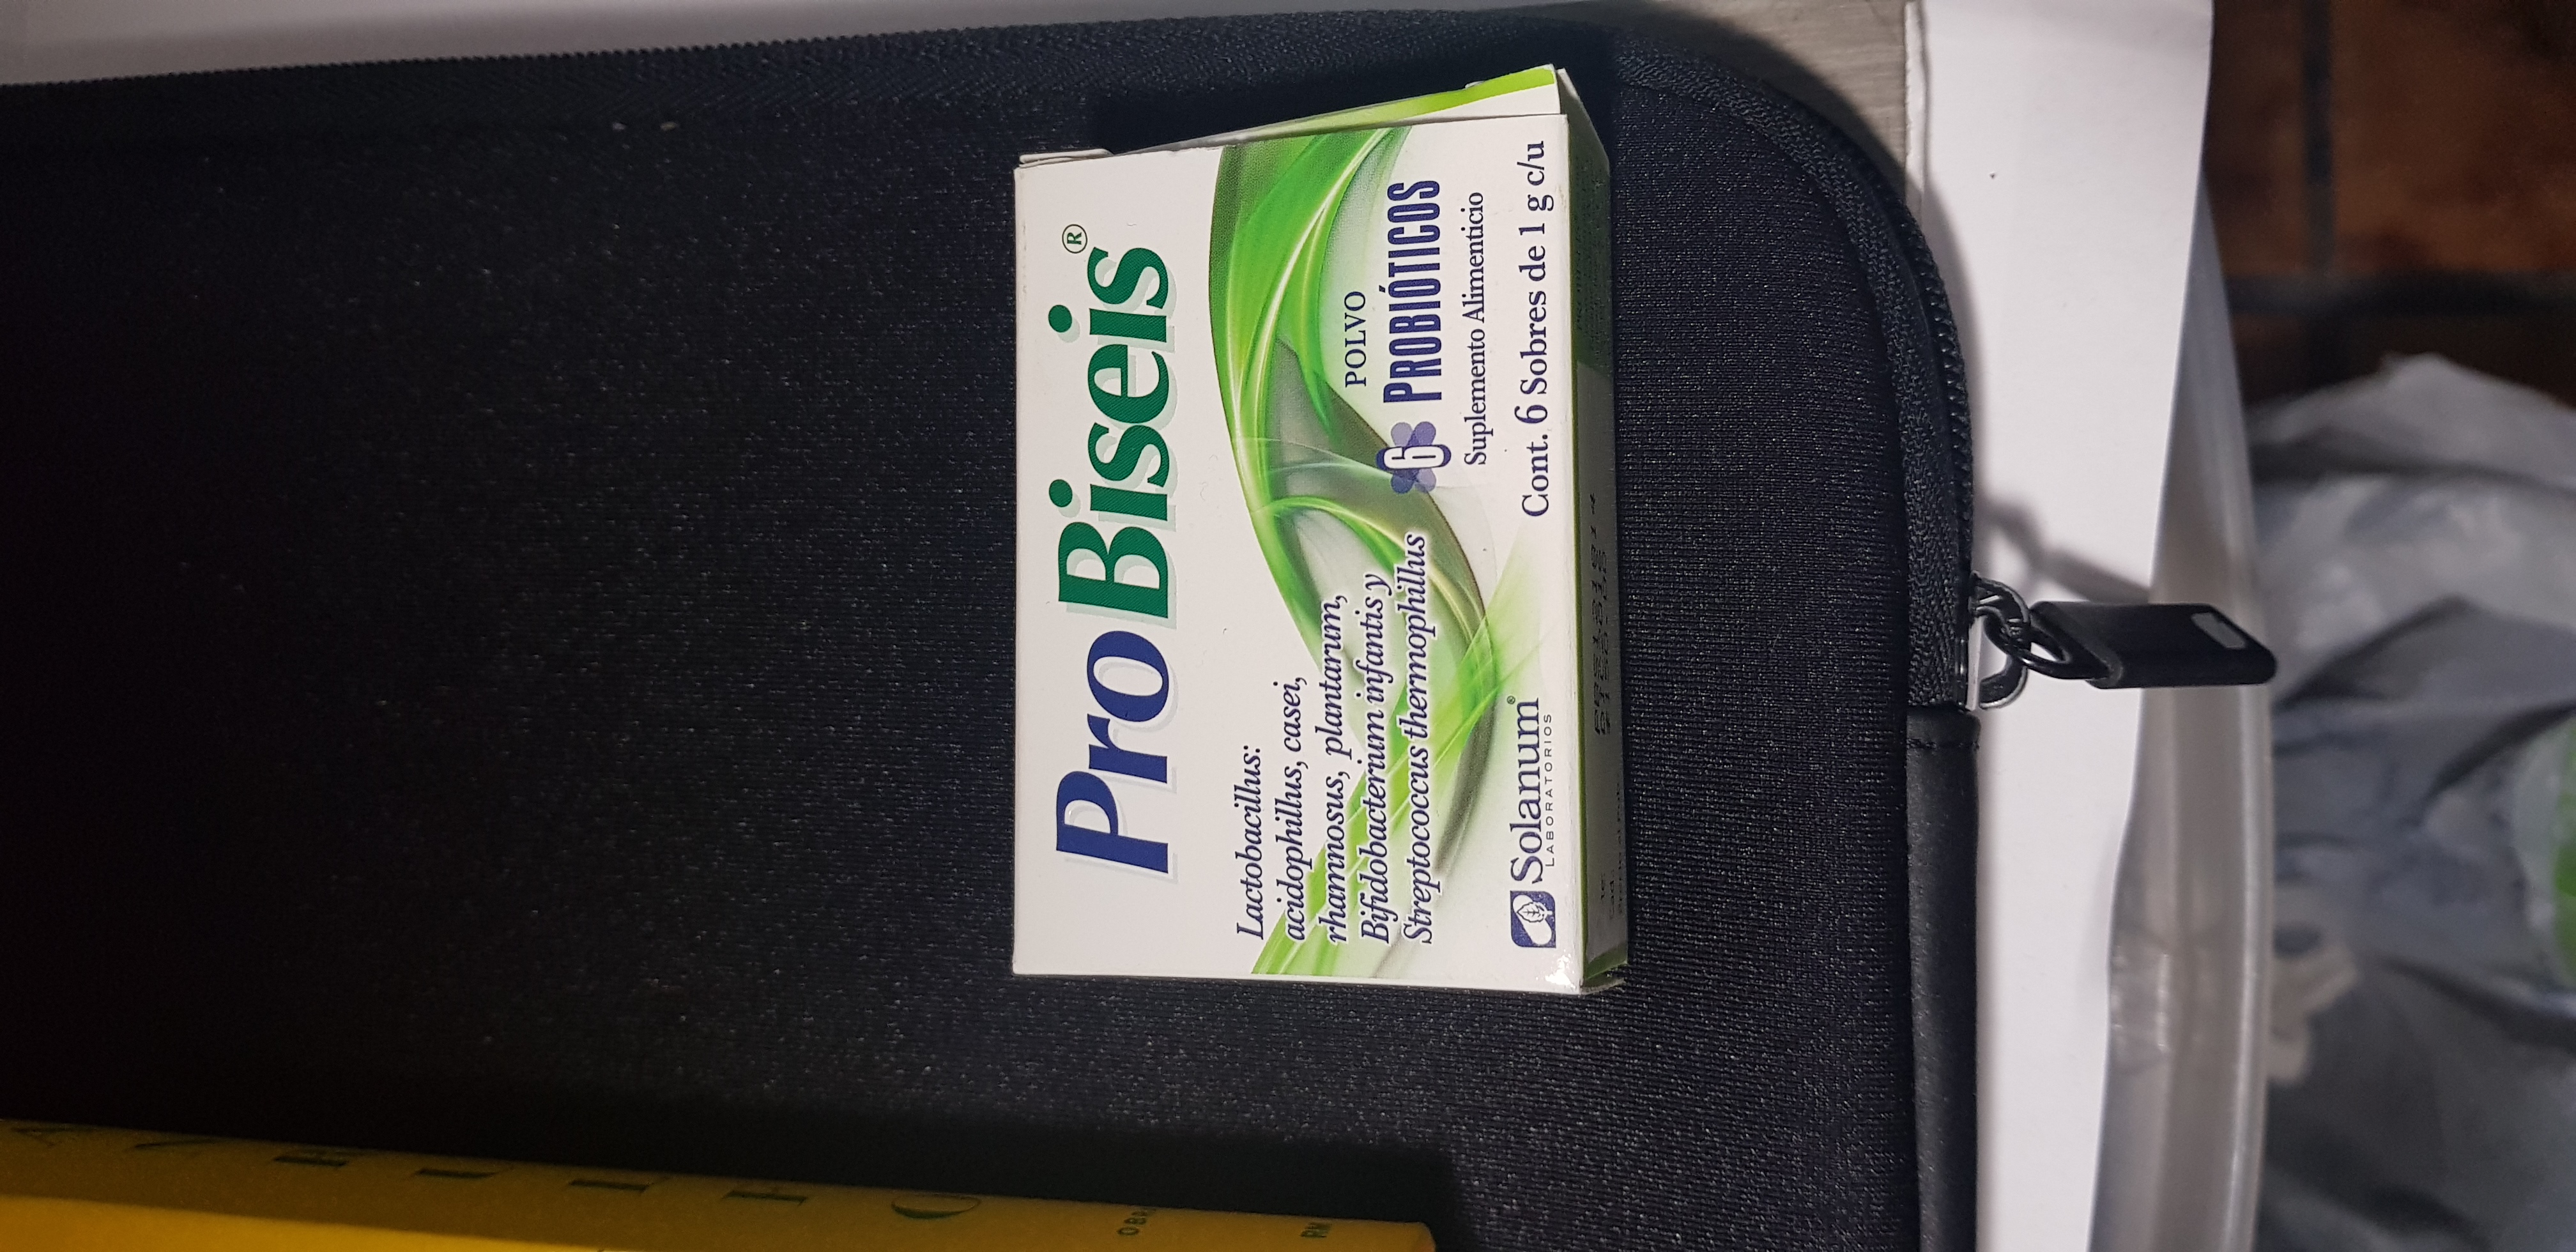 ProBiseis®
Lactobacillus:
acidophillus, casei,
rhamnosus, plantarum,
Bifidobacterium infantis y
Streptococcus thermophillus
POLVO
6 PROBIÓTICOS
Suplemento Alimenticio
Solanum®
LABORATORIOS
Cont. 6 Sobres de 1 g c/u